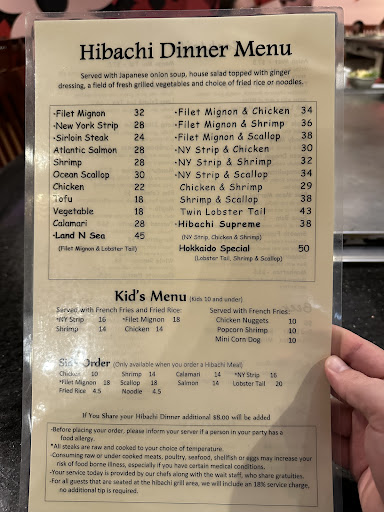 Hibachi Dinner Menu
Served with Japanese onion soup, house salad topped with ginger
dressing, a field of fresh grilled vegetables and choice of fried rice or noodles.
•Filet Mignon 32 •Filet Mignon & Chicken 34
•New York Strip 28 •Filet Mignon & Shrimp 36
•Sirloin Steak 24 •Filet Mignon & Scallop 38
Atlantic Salmon 28 •NY Strip & Chicken 30
Shrimp 28 •NY Strip & Shrimp 32
Ocean Scallop 30 •NY Strip & Scallop 34
Chicken 22 Chicken & Shrimp 29
Tofu 18 Shrimp & Scallop 38
Vegetable 18 Twin Lobster Tail 43
Calamari 28 •Hibachi Supreme 38
•Land N Sea 45 (NY Strip, Chicken & Shrimp)
(Filet Mignon & Lobster Tail) Hokkaido Special 50
(Lobster Tail, Shrimp & Scallop)
Kid's Menu (Kids 10 and under)
Served with French Fries and Fried Rice: Served with French Fries:
•NY Strip 16 •Filet Mignon 18 Chicken Nuggets 10
Shrimp 14 Chicken 14 Popcorn Shrimp 10
Mini Corn Dog 10
Side Order (Only available when you order a Hibachi Meal)
Chicken 10 Shrimp 14 Calamari 14 •NY Strip 16
•Filet Mignon 18 Scallop 18 Salmon 14 Lobster Tail 20
Fried Rice 4.5 Noodle 4.5
If You Share your Hibachi Dinner additional $8.00 will be added
-Before placing your order, please inform your server if a person in your party has a
food allergy.
*All steaks are raw and cooked to your choice of temperature.
-Consuming raw or under cooked meats, poultry, seafood, shellfish or eggs may increase your
risk of food borne illness, especially if you have certain medical conditions.
-Your service today is provided by our chefs along with the wait staff, who share gratuities.
-For all guests that are seated at the hibachi grill area, we will include an 18% service charge,
no additional tip is required.